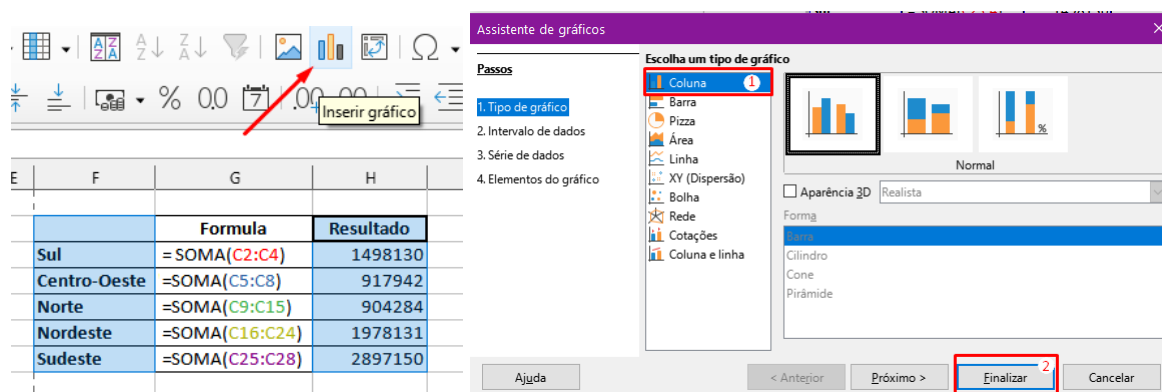 A Z
Z A
A
Z
Z
A
Ω
% 0,0 7 .00
Inserir gráfico
E F G H
Formula Resultado
Sul = SOMA(C2:C4) 1498130
Centro-Oeste =SOMA(C5:C8) 917942
Norte =SOMA(C9:C15) 904284
Nordeste =SOMA(C16:C24) 1978131
Sudeste =SOMA(C25:C28) 2897150
Assistente de gráficos
Passos
1. Tipo de gráfico
2. Intervalo de dados
3. Série de dados
4. Elementos do gráfico
Escolha um tipo de gráfico
Coluna 1
Barra
Pizza
Área
Linha
XY (Dispersão)
Bolha
Rede
Cotações
Coluna e linha
%
Normal
Aparência 3D Realista
Forma
Barra
Cilindro
Cone
Pirâmide
Ajuda
< Anterior
Próximo >
Finalizar 2
Cancelar